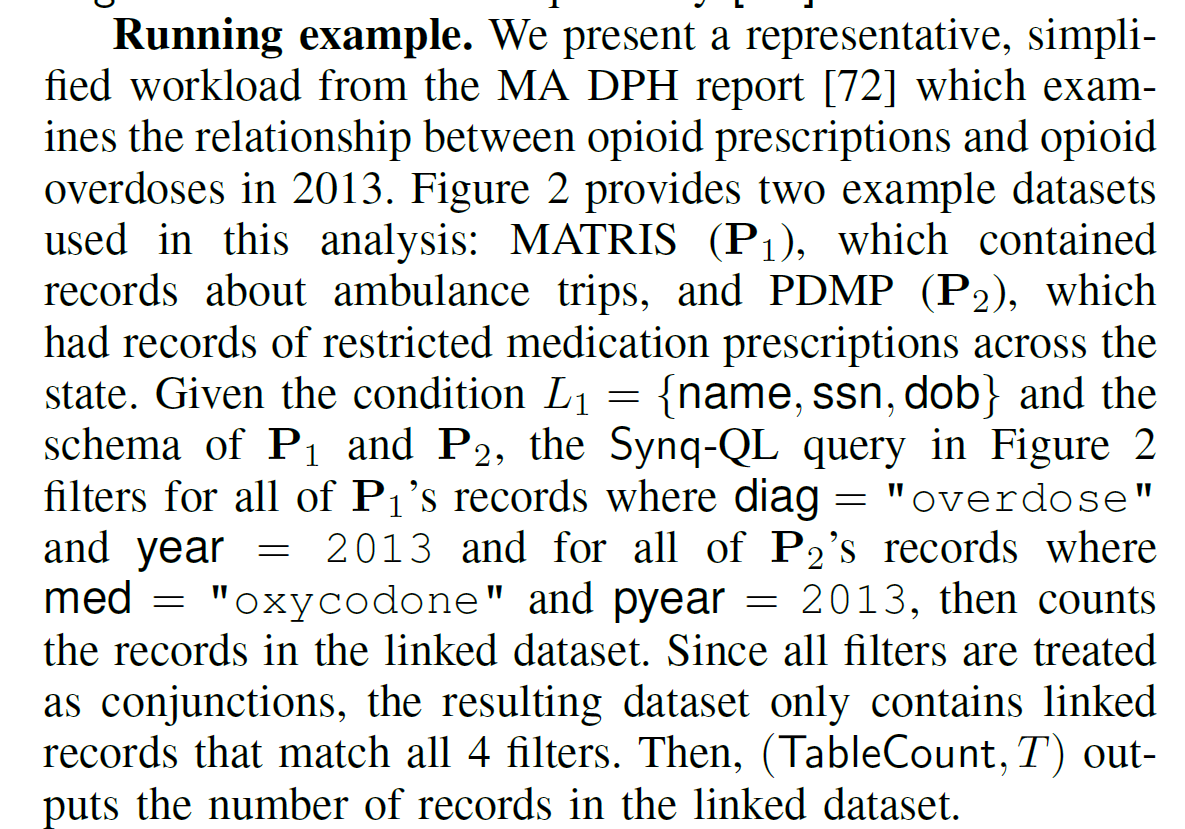 Running example. We present a representative, simpli-
fied workload from the MA DPH report [72] which exam-
ines the relationship between opioid prescriptions and opioid
overdoses in 2013. Figure 2 provides two example datasets
used in this analysis: MATRIS (P₁), which contained
records about ambulance trips, and PDMP (P₂), which
had records of restricted medication prescriptions across the
state. Given the condition L₁ = {name, ssn, dob} and the
schema of P₁ and P₂, the Synq-QL query in Figure 2
filters for all of P₁'s records where diag = "overdose"
and year = 2013 and for all of P₂'s records where
med = "oxycodone" and pyear = 2013, then counts
the records in the linked dataset. Since all filters are treated
as conjunctions, the resulting dataset only contains linked
records that match all 4 filters. Then, (TableCount, T) out-
puts the number of records in the linked dataset.